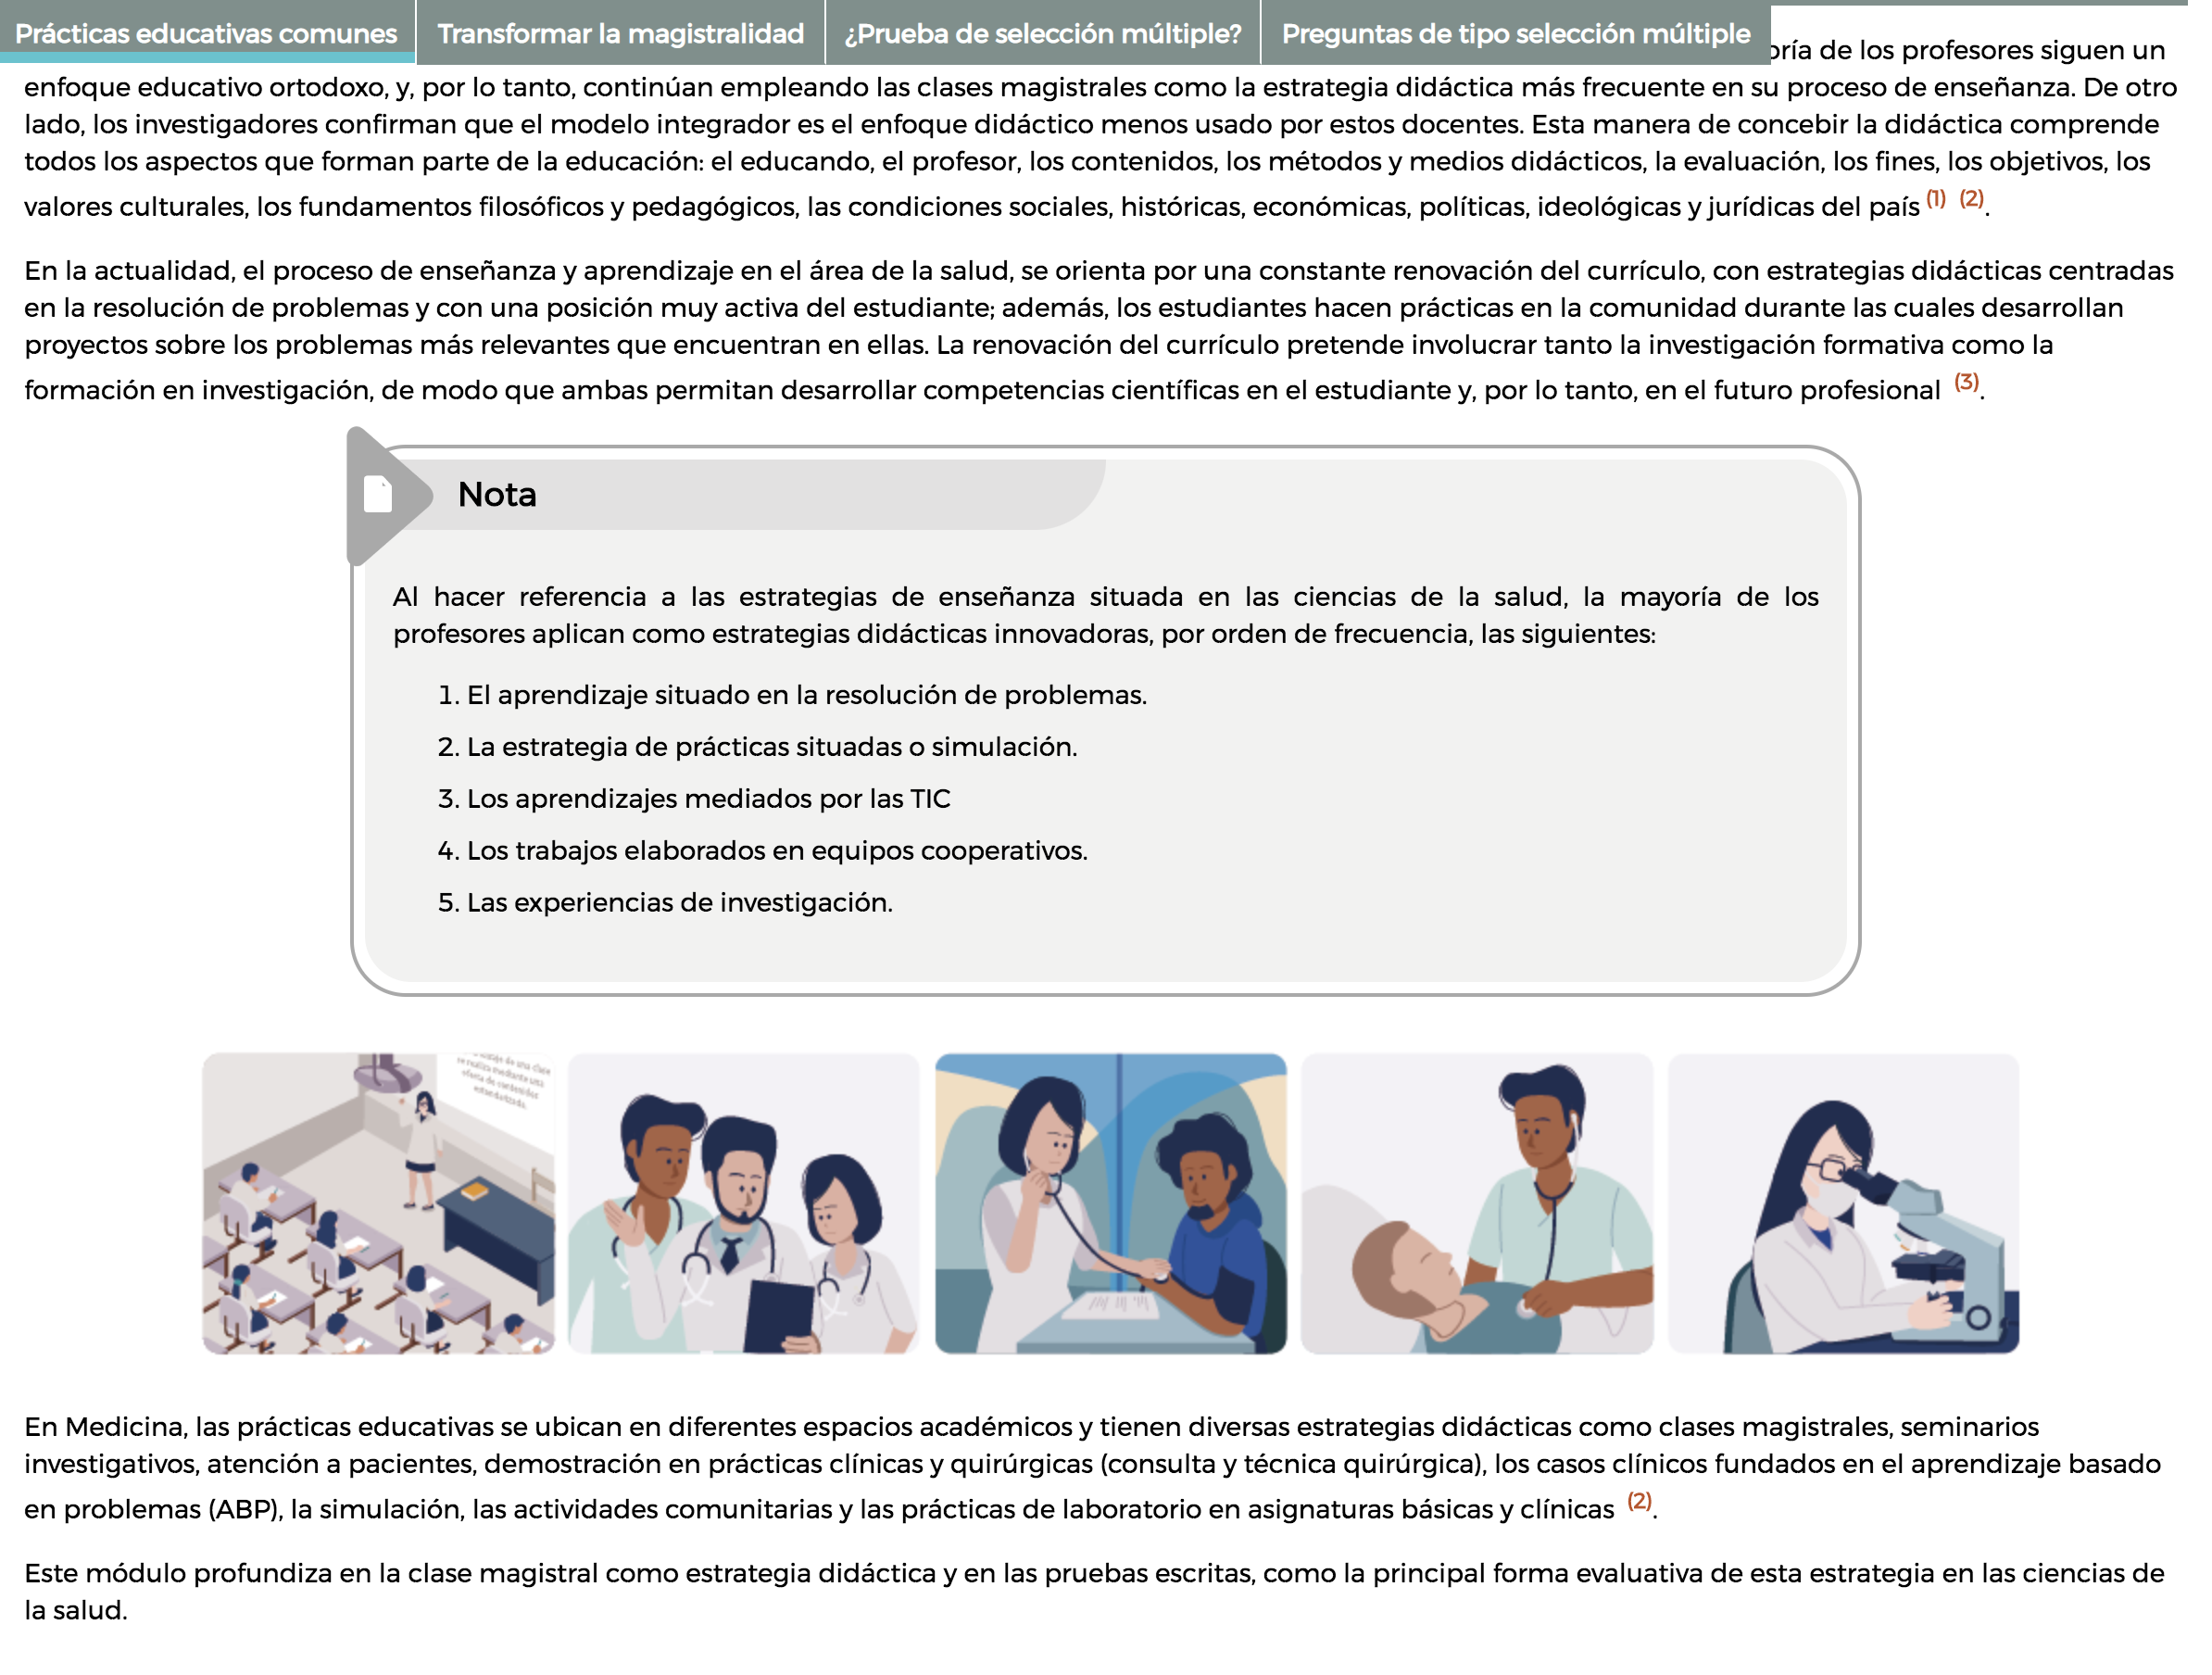 Prácticas educativas comunes
Transformar la magistralidad
¿Prueba de selección múltiple?
Preguntas de tipo selección múltiple
de los profesores siguen un
enfoque educativo ortodoxo, y, por lo tanto, continúan empleando las clases magistrales como la estrategia didáctica más frecuente en su proceso de enseñanza. De otro
lado, los investigadores confirman que el modelo integrador es el enfoque didáctico menos usado por estos docentes. Esta manera de concebir la didáctica comprende
todos los aspectos que forman parte de la educación: el educando, el profesor, los contenidos, los métodos y medios didácticos, la evaluación, los fines, los objetivos, los
valores culturales, los fundamentos filosóficos y pedagógicos, las condiciones sociales, históricas, económicas, políticas, ideológicas y jurídicas del país (1) (2).
En la actualidad, el proceso de enseñanza y aprendizaje en el área de la salud, se orienta por una constante renovación del currículo, con estrategias didácticas centradas
en la resolución de problemas y con una posición muy activa del estudiante; además, los estudiantes hacen prácticas en la comunidad durante las cuales desarrollan
proyectos sobre los problemas más relevantes que encuentran en ellas. La renovación del currículo pretende involucrar tanto la investigación formativa como la
formación en investigación, de modo que ambas permitan desarrollar competencias científicas en el estudiante y, por lo tanto, en el futuro profesional (3).
Nota
Al hacer referencia a las estrategias de enseñanza situada en las ciencias de la salud, la mayoría de los
profesores aplican como estrategias didácticas innovadoras, por orden de frecuencia, las siguientes:
1. El aprendizaje situado en la resolución de problemas.
2. La estrategia de prácticas situadas o simulación.
3. Los aprendizajes mediados por las TIC
4. Los trabajos elaborados en equipos cooperativos.
5. Las experiencias de investigación.
de una clase
se realiza mediante una
oferta de contenidos
estandarizada.
En Medicina, las prácticas educativas se ubican en diferentes espacios académicos y tienen diversas estrategias didácticas como clases magistrales, seminarios
investigativos, atención a pacientes, demostración en prácticas clínicas y quirúrgicas (consulta y técnica quirúrgica), los casos clínicos fundados en el aprendizaje basado
en problemas (ABP), la simulación, las actividades comunitarias y las prácticas de laboratorio en asignaturas básicas y clínicas (2).
Este módulo profundiza en la clase magistral como estrategia didáctica y en las pruebas escritas, como la principal forma evaluativa de esta estrategia en las ciencias de
la salud.